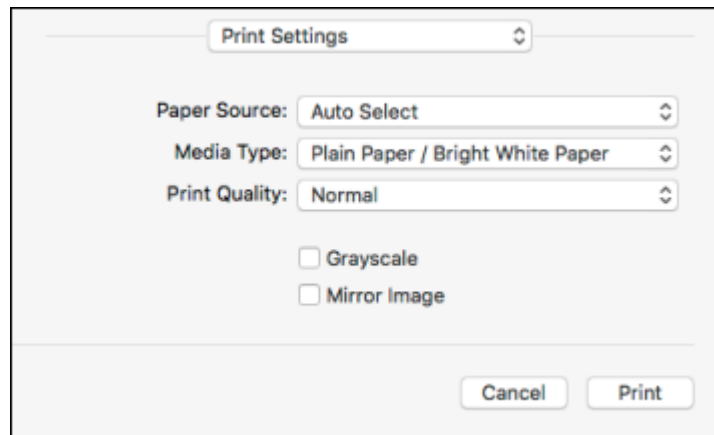 Print Settings
Paper Source: Auto Select
Media Type: Plain Paper / Bright White Paper
Print Quality: Normal
Grayscale
Mirror Image
Cancel Print